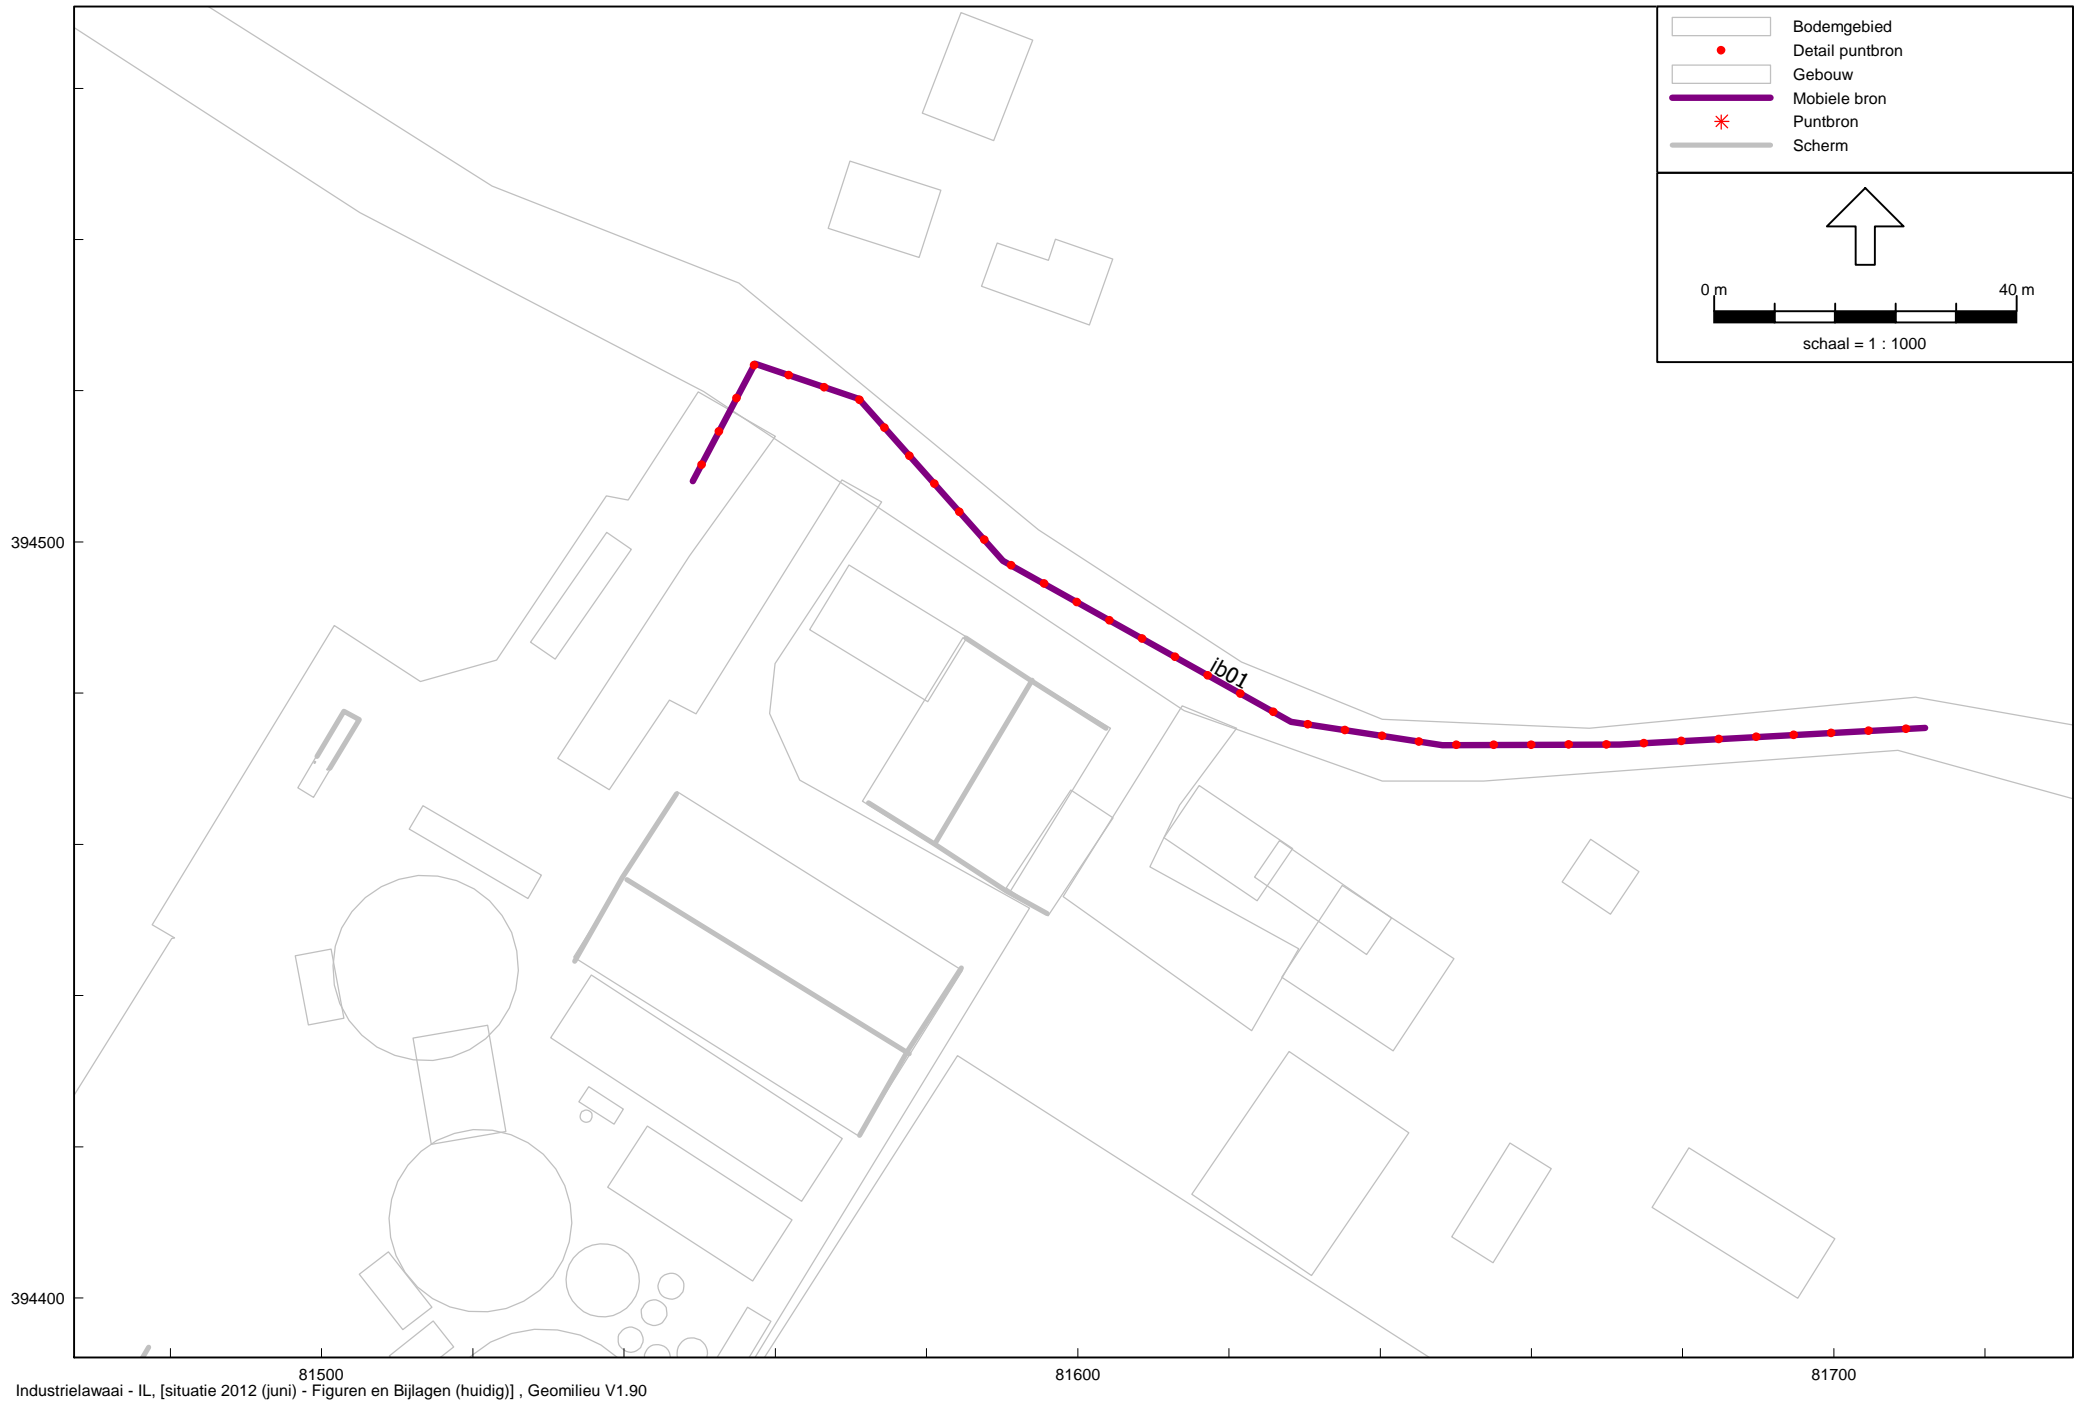 Bodemgebied
Detail puntbron
Gebouw
Mobiele bron
Puntbron
Scherm
0 m 40 m
schaal = 1 : 1000
394500
ib01
394400
81500 81600 81700
Industrielawaai - IL, [situatie 2012 (juni) - Figuren en Bijlagen (huidig)] , Geomilieu V1.90